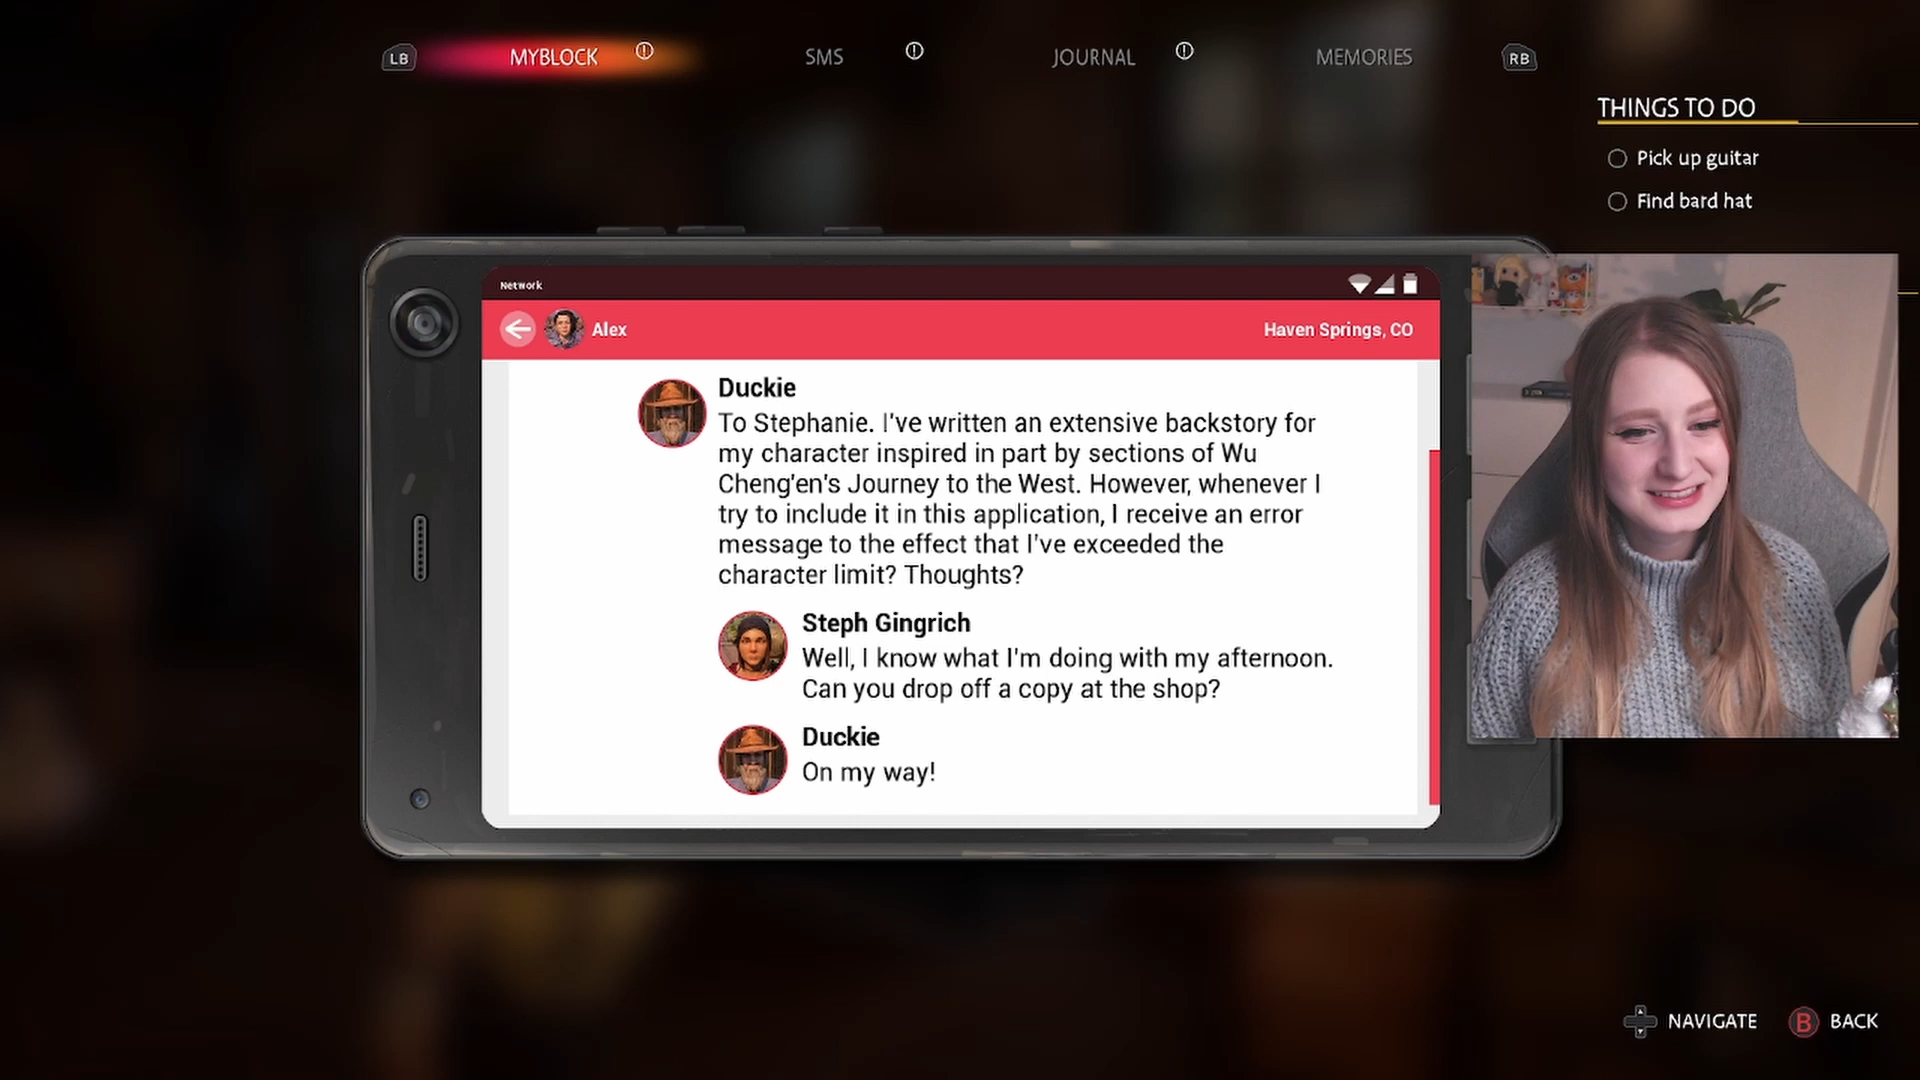 LB MYBLOCK SMS JOURNAL MEMORIES RB
THINGS TO DO
Pick up guitar
Find bard hat
Network
Alex
Haven Springs, CO
Duckie
To Stephanie. I've written an extensive backstory for
my character inspired in part by sections of Wu
Cheng'en's Journey to the West. However, whenever I
try to include it in this application, I receive an error
message to the effect that I've exceeded the
character limit? Thoughts?
Steph Gingrich
Well, I know what I'm doing with my afternoon.
Can you drop off a copy at the shop?
Duckie
On my way!
NAVIGATE B BACK